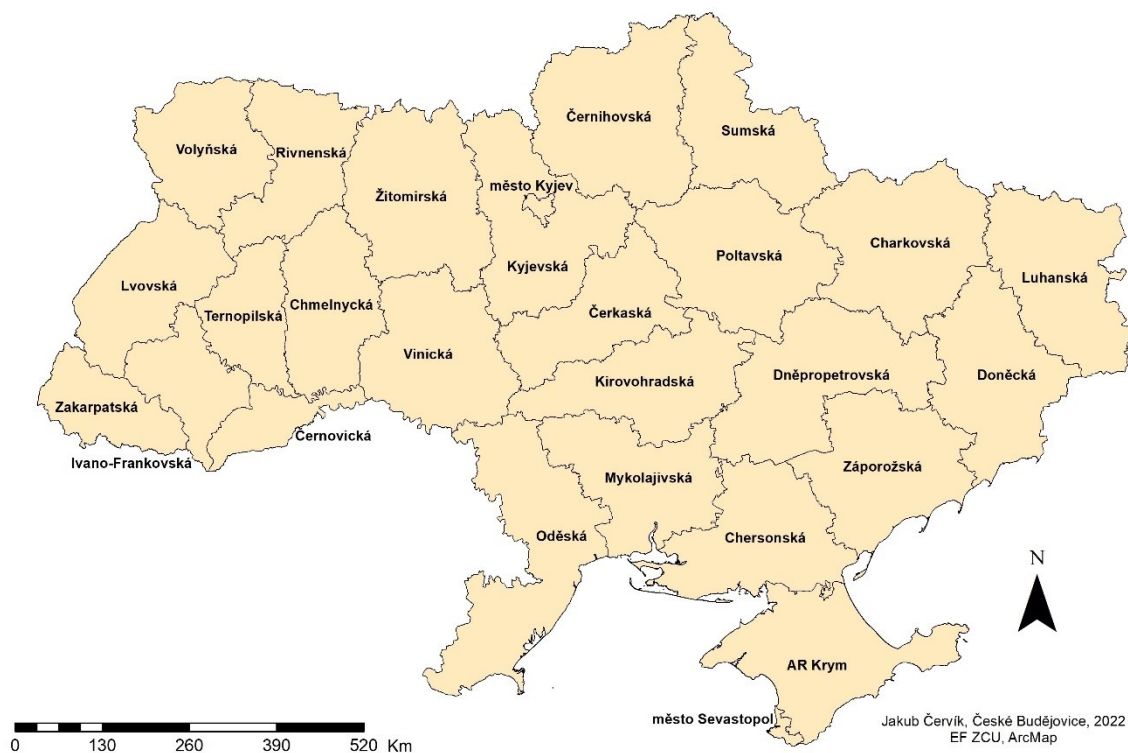 Černihovská
Sumská
Volyňská
Rivnenská
Žitomirská
město Kyjev
Charkovská
Poltavská
Kyjevská
Luhanská
Lvovská
Ternopilská
Chmelnycká
Čerkaská
Vinická
Kirovohradská
Dněpropetrovská
Doněcká
Zakarpatská
Černovická
Ivano-Frankovská
Záporožská
Mykolajivská
Oděská
Chersonská
N
AR Krym
město Sevastopol
Jakub Červík, České Budějovice, 2022
EF ZCU, ArcMap
0 130 260 390 520 Km